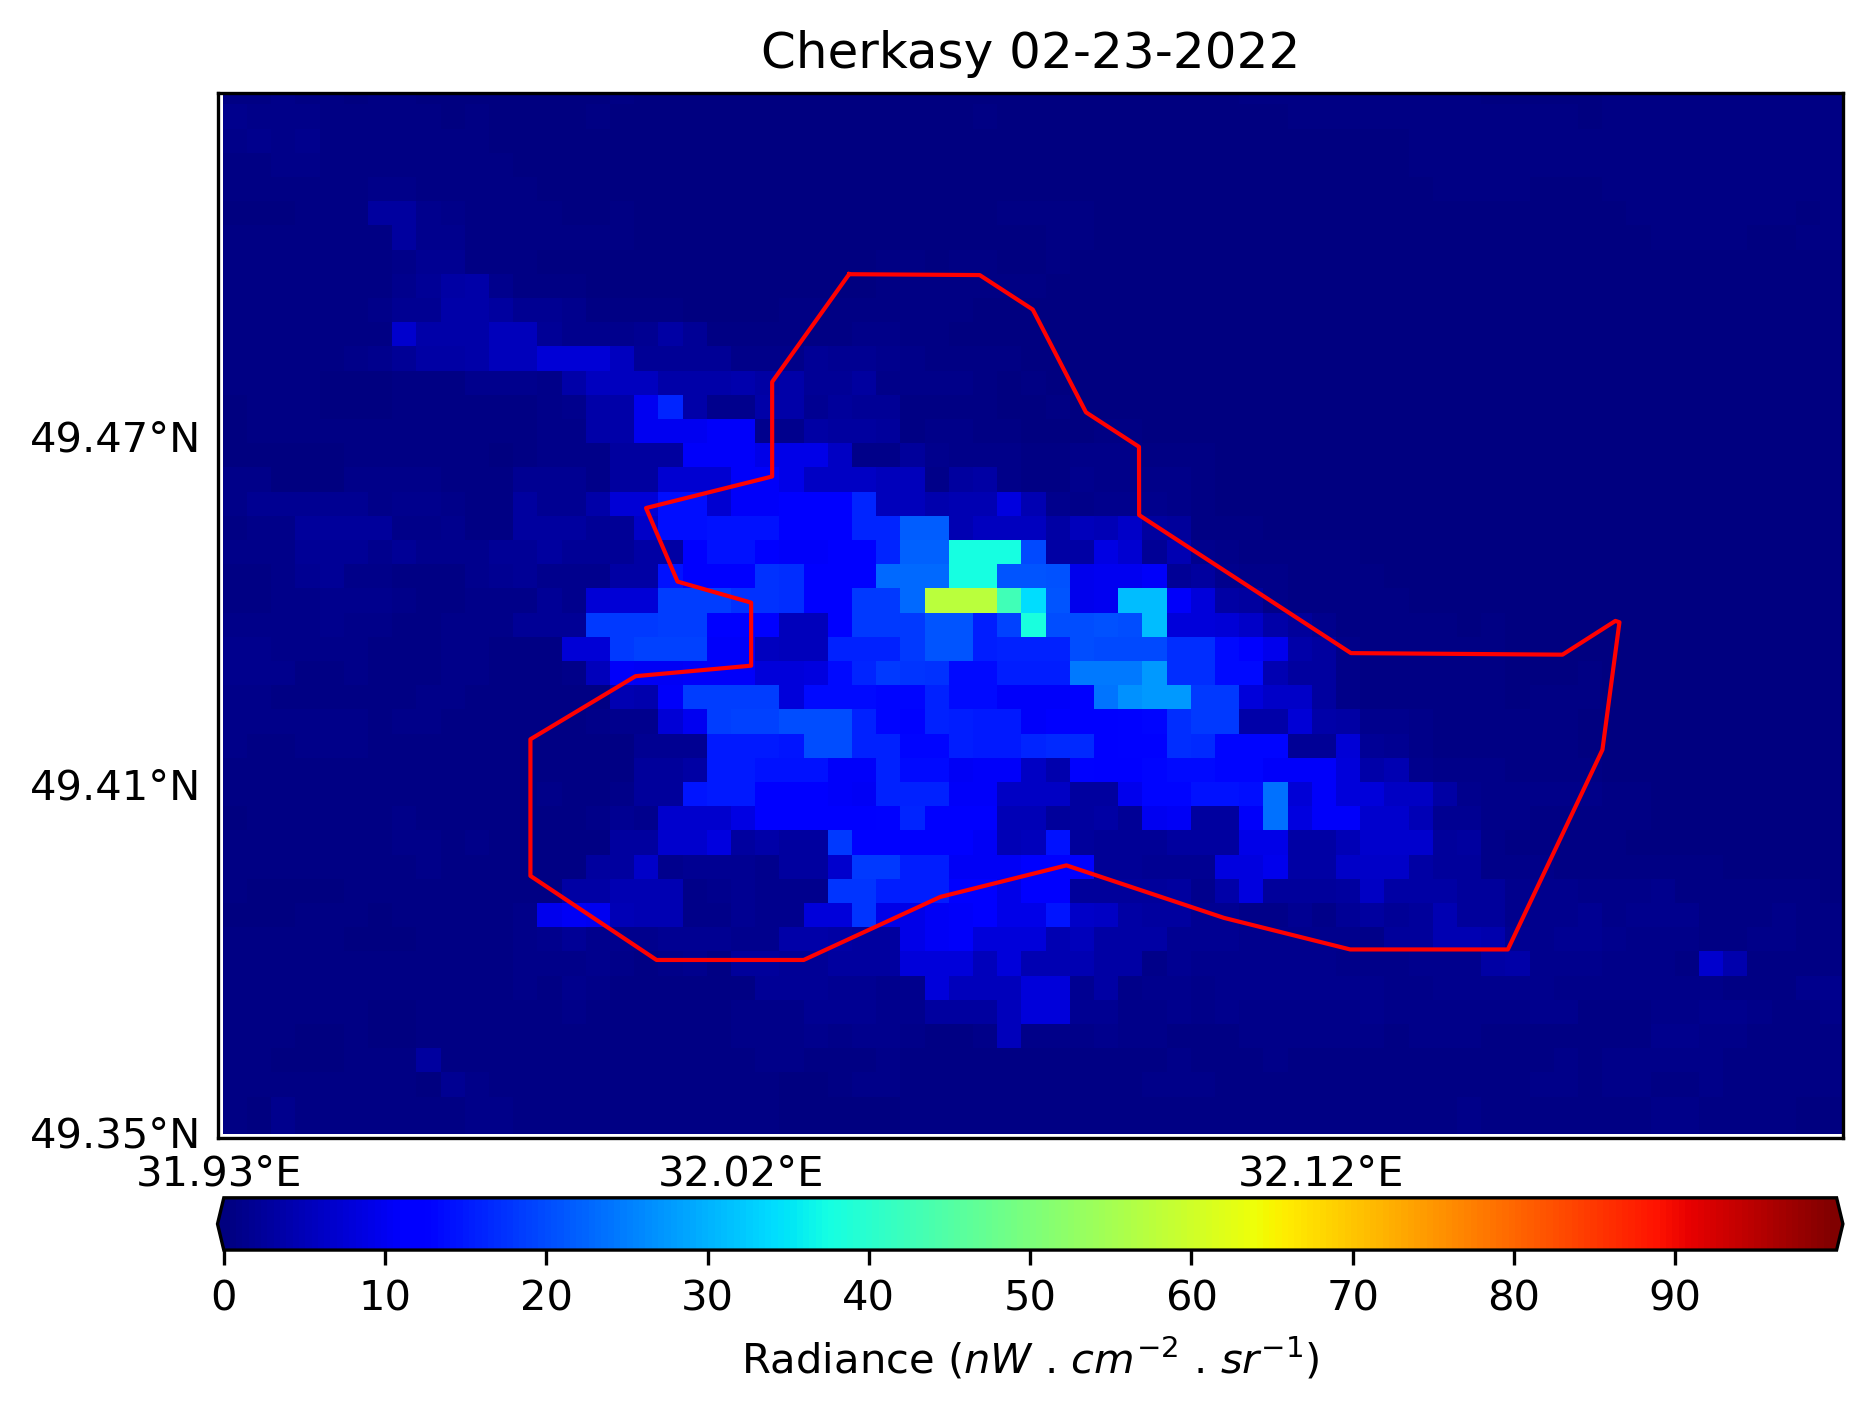 Cherkasy 02-23-2022
49.47°N
49.41°N
49.35°N
31.93°E 32.02°E 32.12°E
0 10 20 30 40 50 60 70 80 90
Radiance (nW . cm⁻² . sr⁻¹)